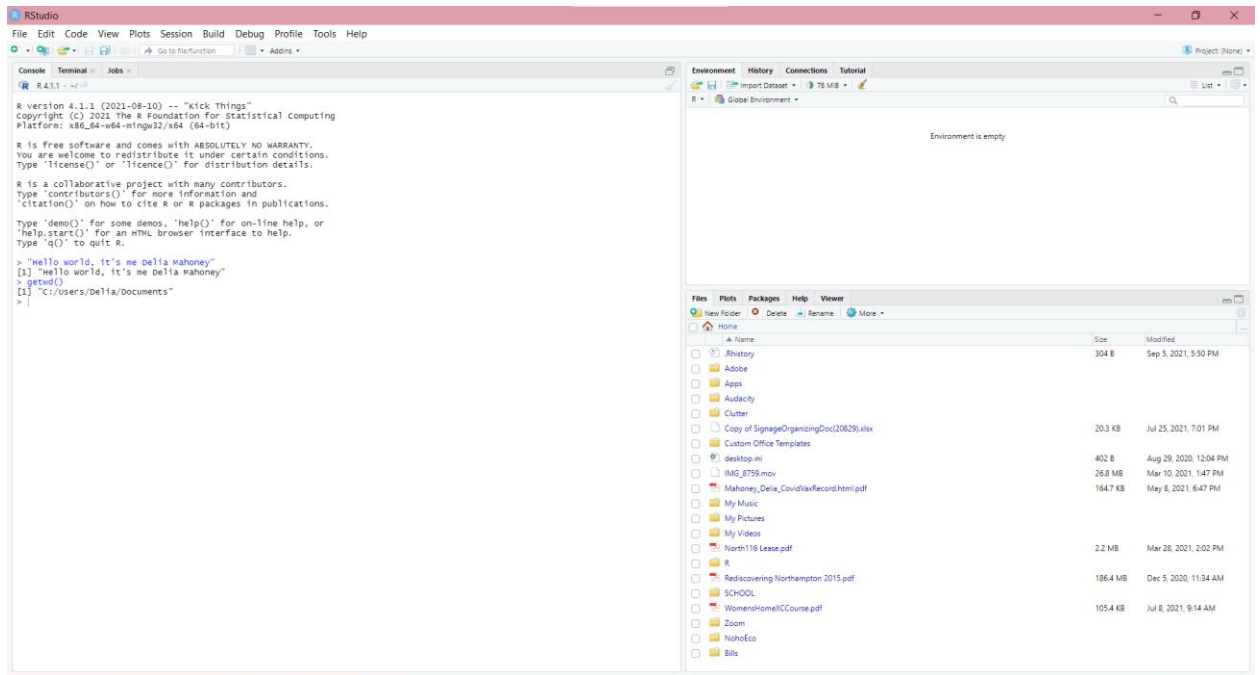 RStudio
File Edit Code View Plots Session Build Debug Profile Tools Help
Go to file/function Addins Project: (None)
Console Terminal Jobs
R 4.1.1 · ~/
R version 4.1.1 (2021-08-10) -- "Kick Things"
Copyright (C) 2021 The R Foundation for Statistical Computing
Platform: x86_64-w64-mingw32/x64 (64-bit)
R is free software and comes with ABSOLUTELY NO WARRANTY.
You are welcome to redistribute it under certain conditions.
Type 'license()' or 'licence()' for distribution details.
R is a collaborative project with many contributors.
Type 'contributors()' for more information and
'citation()' on how to cite R or R packages in publications.
Type 'demo()' for some demos, 'help()' for on-line help, or
'help.start()' for an HTML browser interface to help.
Type 'q()' to quit R.
> "Hello world, it's me Delia Mahoney"
[1] "Hello world, it's me Delia Mahoney"
> getwd()
[1] "C:/Users/Delia/Documents"
>
Environment History Connections Tutorial
Import Dataset 78 MiB List
R Global Environment
Environment is empty
Files Plots Packages Help Viewer
New Folder Delete Rename More
Home
Name Size Modified
.Rhistory 304 B Sep 5, 2021, 5:50 PM
Adobe
Apps
Audacity
Clutter
Copy of SignageOrganizingDoc(20829).xlsx 20.3 KB Jul 25, 2021, 7:01 PM
Custom Office Templates
desktop.ini 402 B Aug 29, 2020, 12:04 PM
IMG_8759.mov 26.8 MB Mar 10, 2021, 1:47 PM
Mahoney_Delia_CovidVaxRecord.html.pdf 164.7 KB May 8, 2021, 6:47 PM
My Music
My Pictures
My Videos
North116 Lease.pdf 2.2 MB Mar 28, 2021, 2:02 PM
R
Rediscovering Northampton 2015.pdf 186.4 MB Dec 5, 2020, 11:34 AM
SCHOOL
WomensHomeXCCourse.pdf 105.4 KB Jul 8, 2021, 9:14 AM
Zoom
NohoEco
Bills